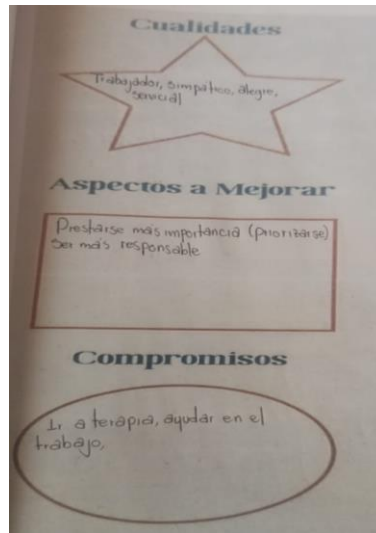 Cualidades
Trabajador, simpático, alegre,
servicial
Aspectos a Mejorar
Prestarse más importancia (priorizarse)
Ser más responsable
Compromisos
Ir a terapia, ayudar en el
trabajo,